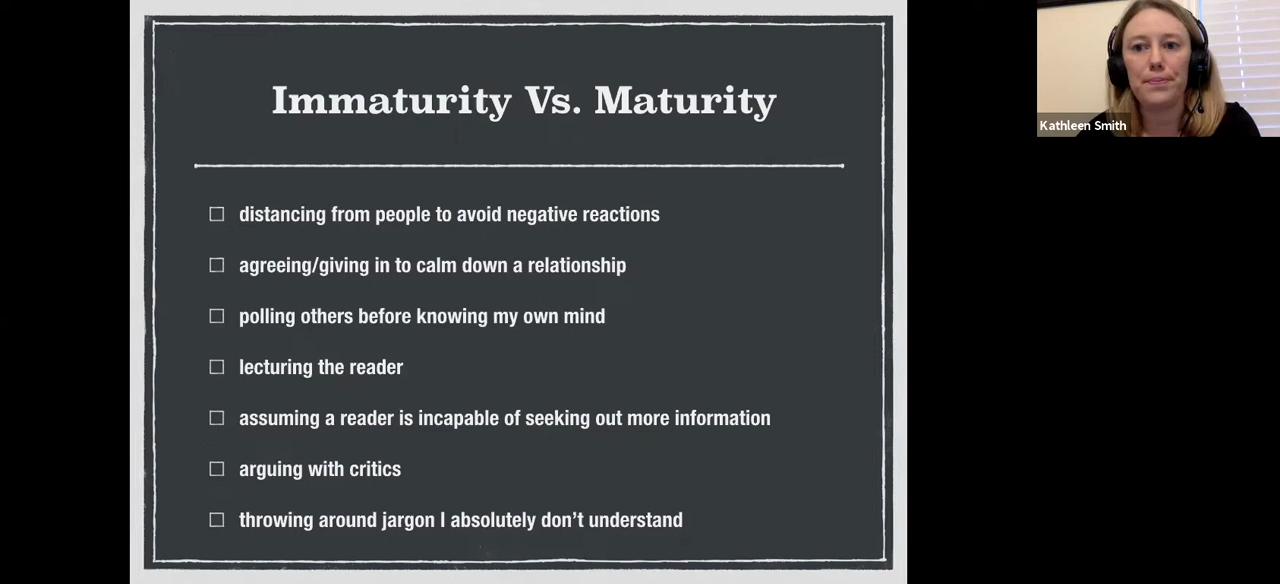 Immaturity Vs. Maturity
distancing from people to avoid negative reactions
agreeing/giving in to calm down a relationship
polling others before knowing my own mind
lecturing the reader
assuming a reader is incapable of seeking out more information
arguing with critics
throwing around jargon I absolutely don’t understand
Kathleen Smith